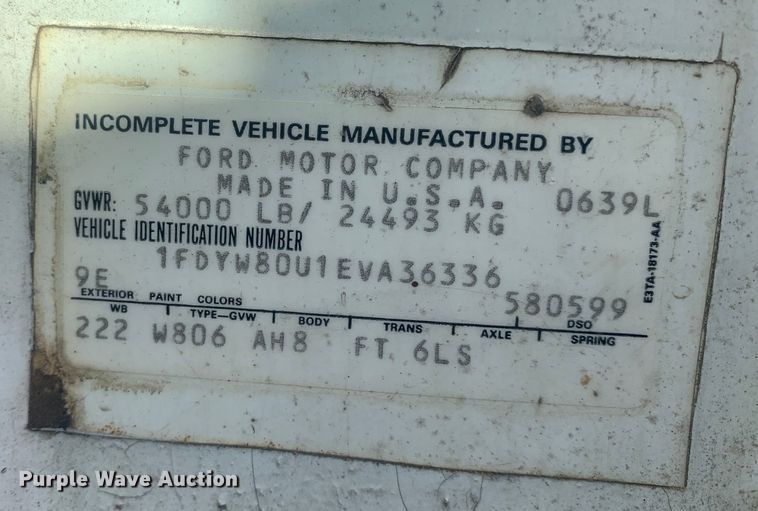 INCOMPLETE VEHICLE MANUFACTURED BY
FORD MOTOR COMPANY
MADE IN U.S.A. 0639L
GVWR: 54000 LB/ 24493 KG
VEHICLE IDENTIFICATION NUMBER
1FDYW80U1EVA36336
9E 580599
EXTERIOR PAINT COLORS DSO
WB TYPE—GVW BODY TRANS AXLE SPRING
222 W806 AH8 FT 6LS
E3TA-18173-AA
Purple Wave Auction